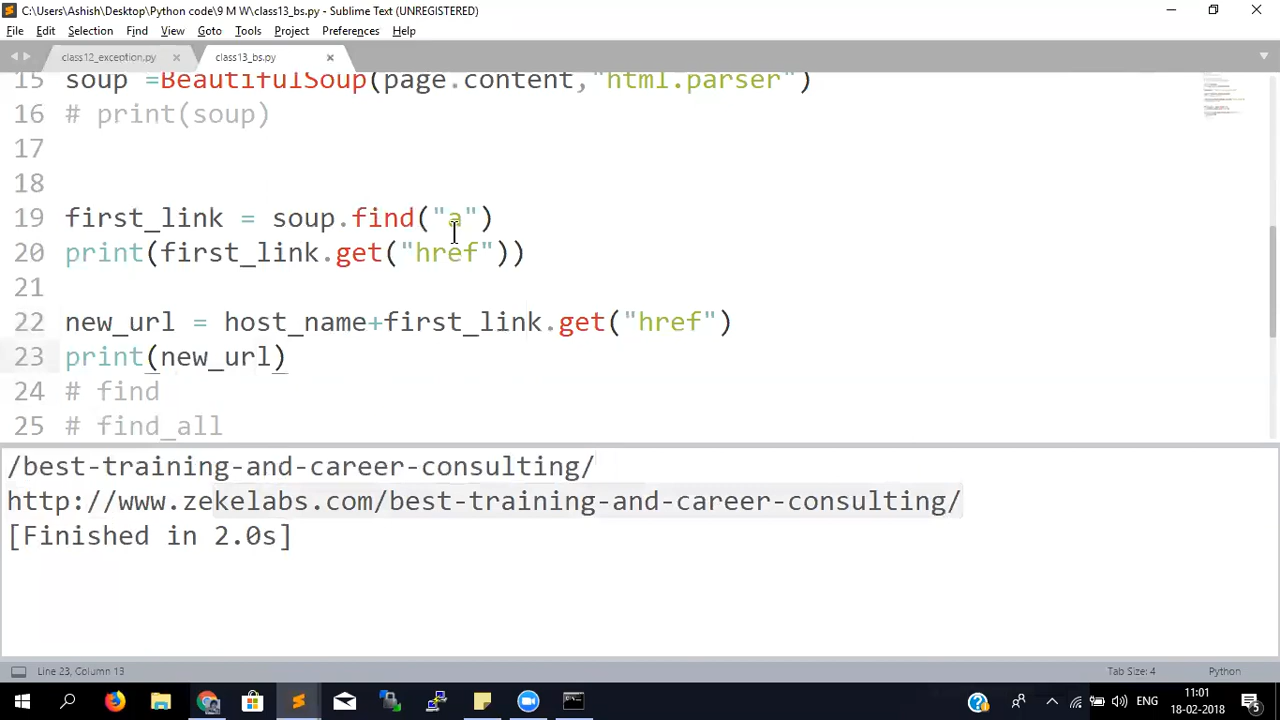 C:\Users\Ashish\Desktop\Python code\9 M W\class13_bs.py - Sublime Text (UNREGISTERED)
File Edit Selection Find View Goto Tools Project Preferences Help
class12_exception.py class13_bs.py
15 soup =BeautifulSoup(page.content,"html.parser")
16 # print(soup)
17
18
19 first_link = soup.find("a")
20 print(first_link.get("href"))
21
22 new_url = host_name+first_link.get("href")
23 print(new_url)
24 # find
25 # find_all
/best-training-and-career-consulting/
http://www.zekelabs.com/best-training-and-career-consulting/
[Finished in 2.0s]
Line 23, Column 13 Tab Size: 4 Python
ENG 11:01
18-02-2018 5